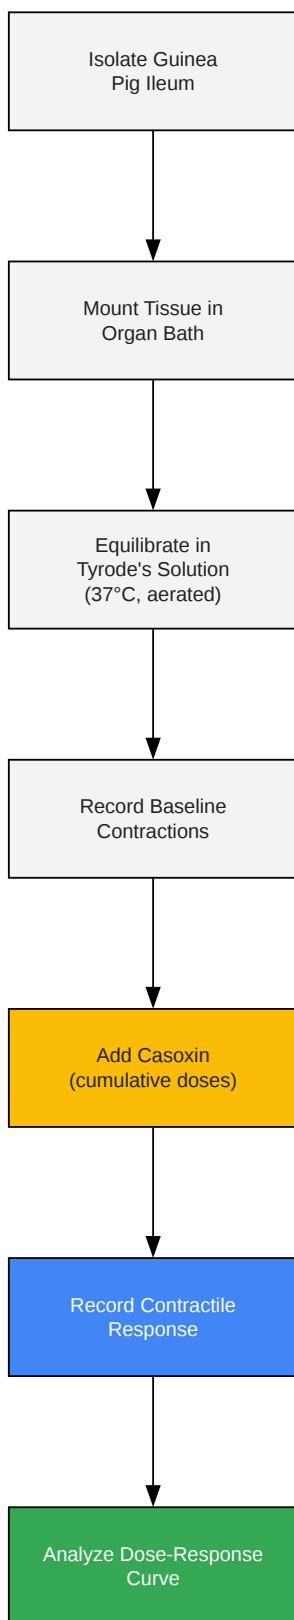 Isolate Guinea
Pig Ileum
Mount Tissue in
Organ Bath
Equilibrate in
Tyrode's Solution
(37°C, aerated)
Record Baseline
Contractions
Add Casoxin
(cumulative doses)
Record Contractile
Response
Analyze Dose-Response
Curve